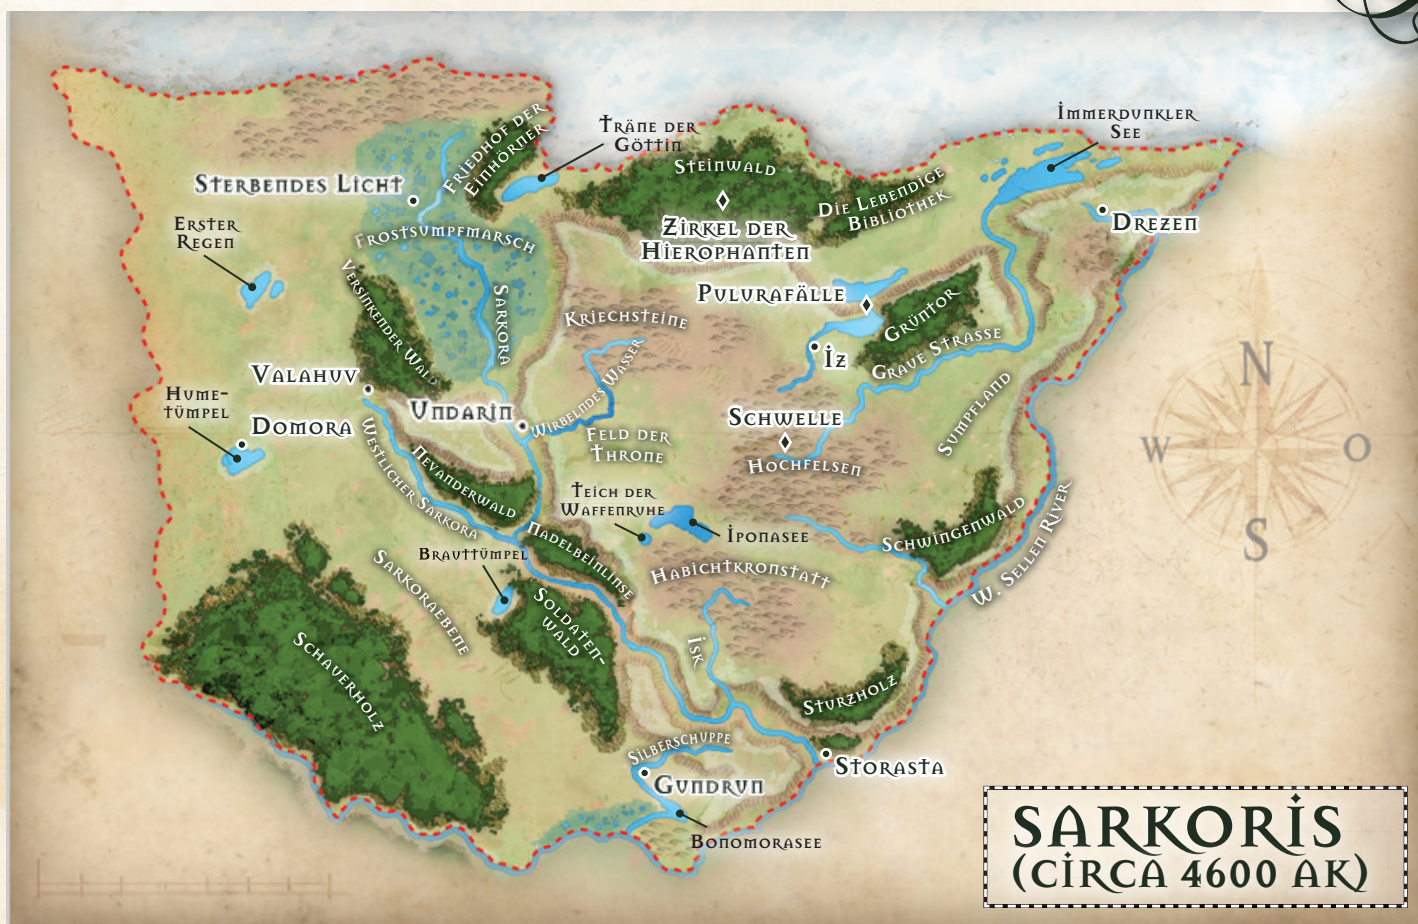 Immerdunkler
See
Träne der
Göttin
Friedhof der
Einhörner
Steinwald
Sterbendes Licht
Die Lebendige
Bibliothek
Zirkel der
Hierophanten
Drezen
Erster
Regen
Frostsumpfmarsch
Versinkender Wald
Sarkora
Pulurafälle
Kriechsteine
Grüntor
Iz
Graue Strasse
N
W
O
S
Valahuv
Hume-
tümpel
Domora
Undarin
Wirbelndes Wasser
Schwelle
Sumpfland
Feld der
Throne
Hochfelsen
Westlicher Sarkora
Nevanderwald
Teich der
Waffenruhe
Iponasee
Schwingenwald
W. Sellen River
Nadelbeinlinse
Brauttümpel
Habichtkronstatt
Sarkoraebene
Soldaten-
wald
Schauerholz
Isk
Sturzholz
Silberschuppe
Storasta
Gundrun
Bonomorasee
Sarkoris
(circa 4600 AK)